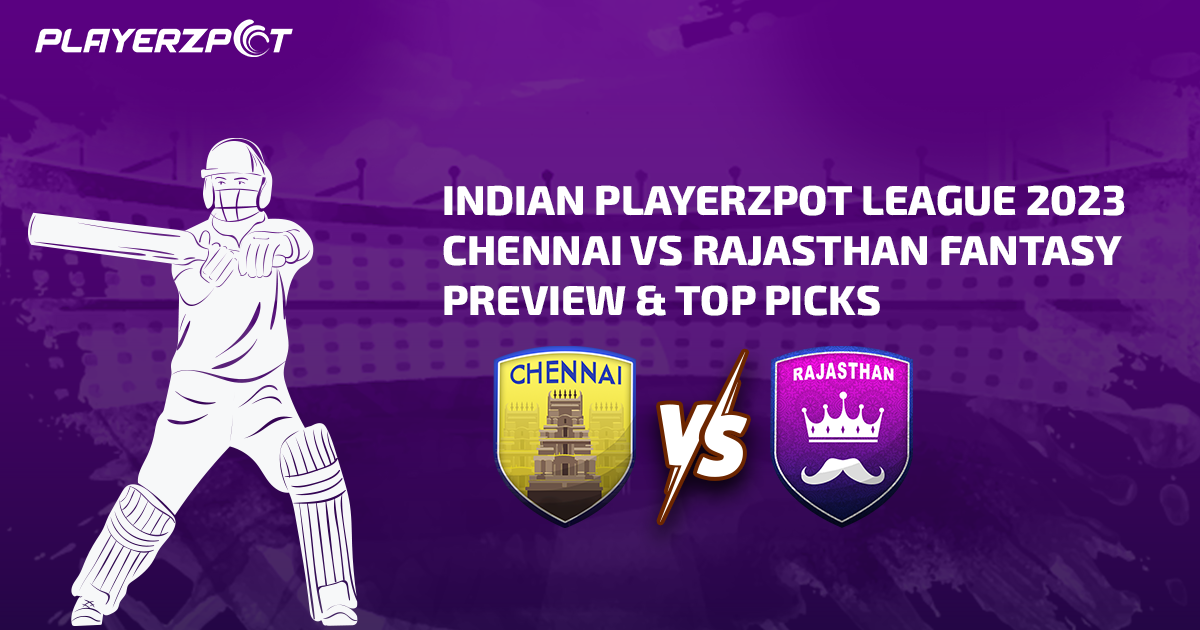 PLAYERZPOT
INDIAN PLAYERZPOT LEAGUE 2023
CHENNAI VS RAJASTHAN FANTASY
PREVIEW & TOP PICKS
CHENNAI
VS
RAJASTHAN